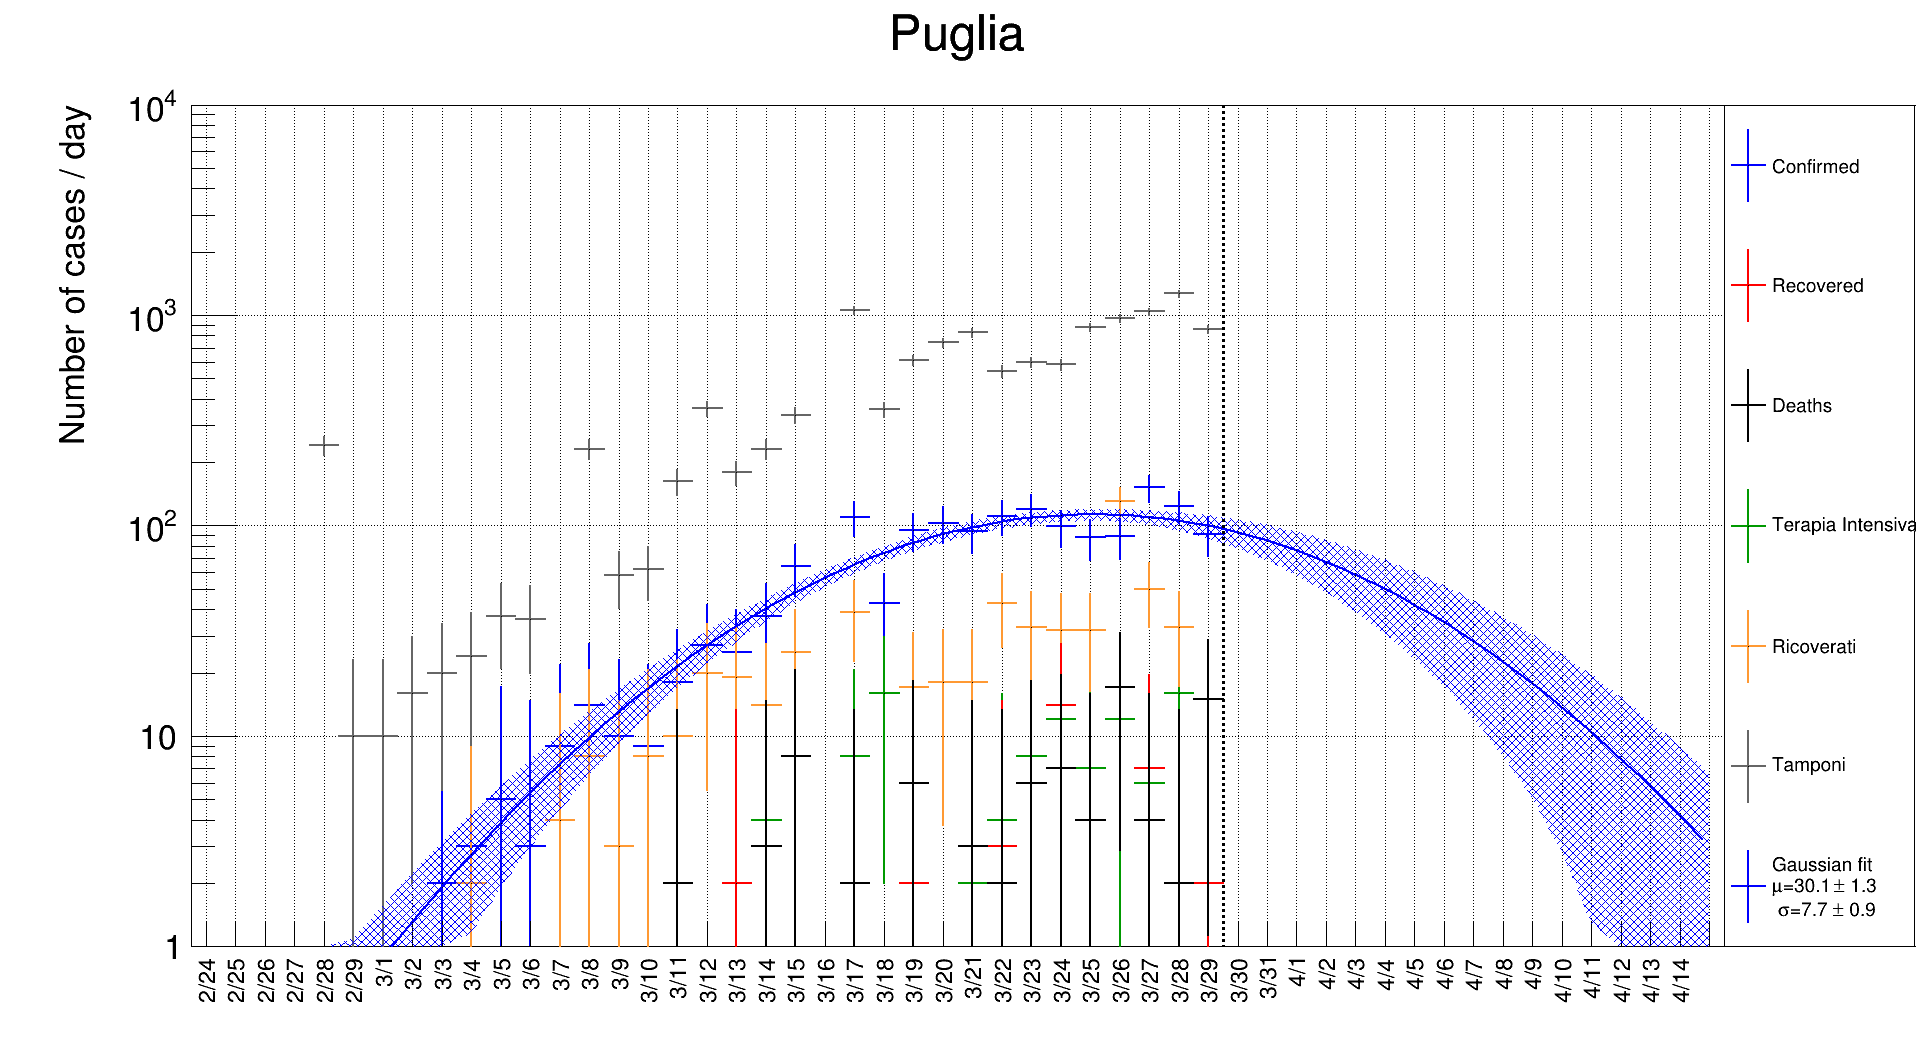 Puglia
Number of cases / day
10^4
10^3
10^2
10
1
2/24 2/25 2/26 2/27 2/28 2/29 3/1 3/2 3/3 3/4 3/5 3/6 3/7 3/8 3/9 3/10 3/11 3/12 3/13 3/14 3/15 3/16 3/17 3/18 3/19 3/20 3/21 3/22 3/23 3/24 3/25 3/26 3/27 3/28 3/29 3/30 3/31 4/1 4/2 4/3 4/4 4/5 4/6 4/7 4/8 4/9 4/10 4/11 4/12 4/13 4/14
Confirmed
Recovered
Deaths
Terapia Intensiva
Ricoverati
Tamponi
Gaussian fit
μ=30.1 ± 1.3
σ=7.7 ± 0.9